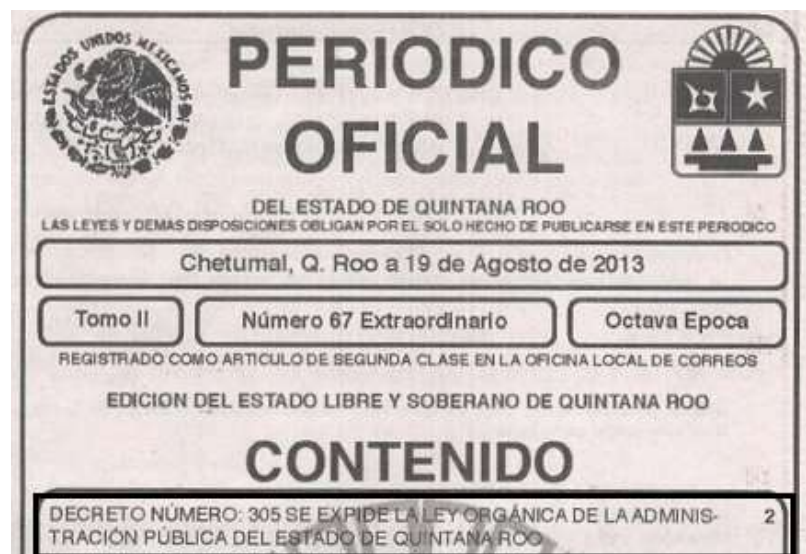 ESTADOS UNIDOS MEXICANOS
PERIODICO
OFICIAL
DEL ESTADO DE QUINTANA ROO
LAS LEYES Y DEMAS DISPOSICIONES OBLIGAN POR EL SOLO HECHO DE PUBLICARSE EN ESTE PERIODICO
Chetumal, Q. Roo a 19 de Agosto de 2013
Tomo II Número 67 Extraordinario Octava Epoca
REGISTRADO COMO ARTICULO DE SEGUNDA CLASE EN LA OFICINA LOCAL DE CORREOS
EDICION DEL ESTADO LIBRE Y SOBERANO DE QUINTANA ROO
CONTENIDO
DECRETO NÚMERO: 305 SE EXPIDE LA LEY ORGÁNICA DE LA ADMINIS- 2
TRACIÓN PÚBLICA DEL ESTADO DE QUINTANA ROO